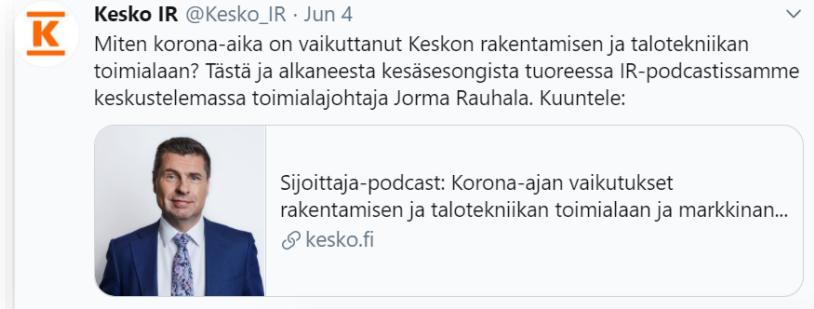 Kesko IR @Kesko_IR · Jun 4
Miten korona-aika on vaikuttanut Keskon rakentamisen ja talotekniikan
toimialaan? Tästä ja alkaneesta kesäsesongista tuoreessa IR-podcastissamme
keskustelemassa toimialajohtaja Jorma Rauhala. Kuuntele:
Sijoittaja-podcast: Korona-ajan vaikutukset
rakentamisen ja talotekniikan toimialaan ja markkinan...
kesko.fi